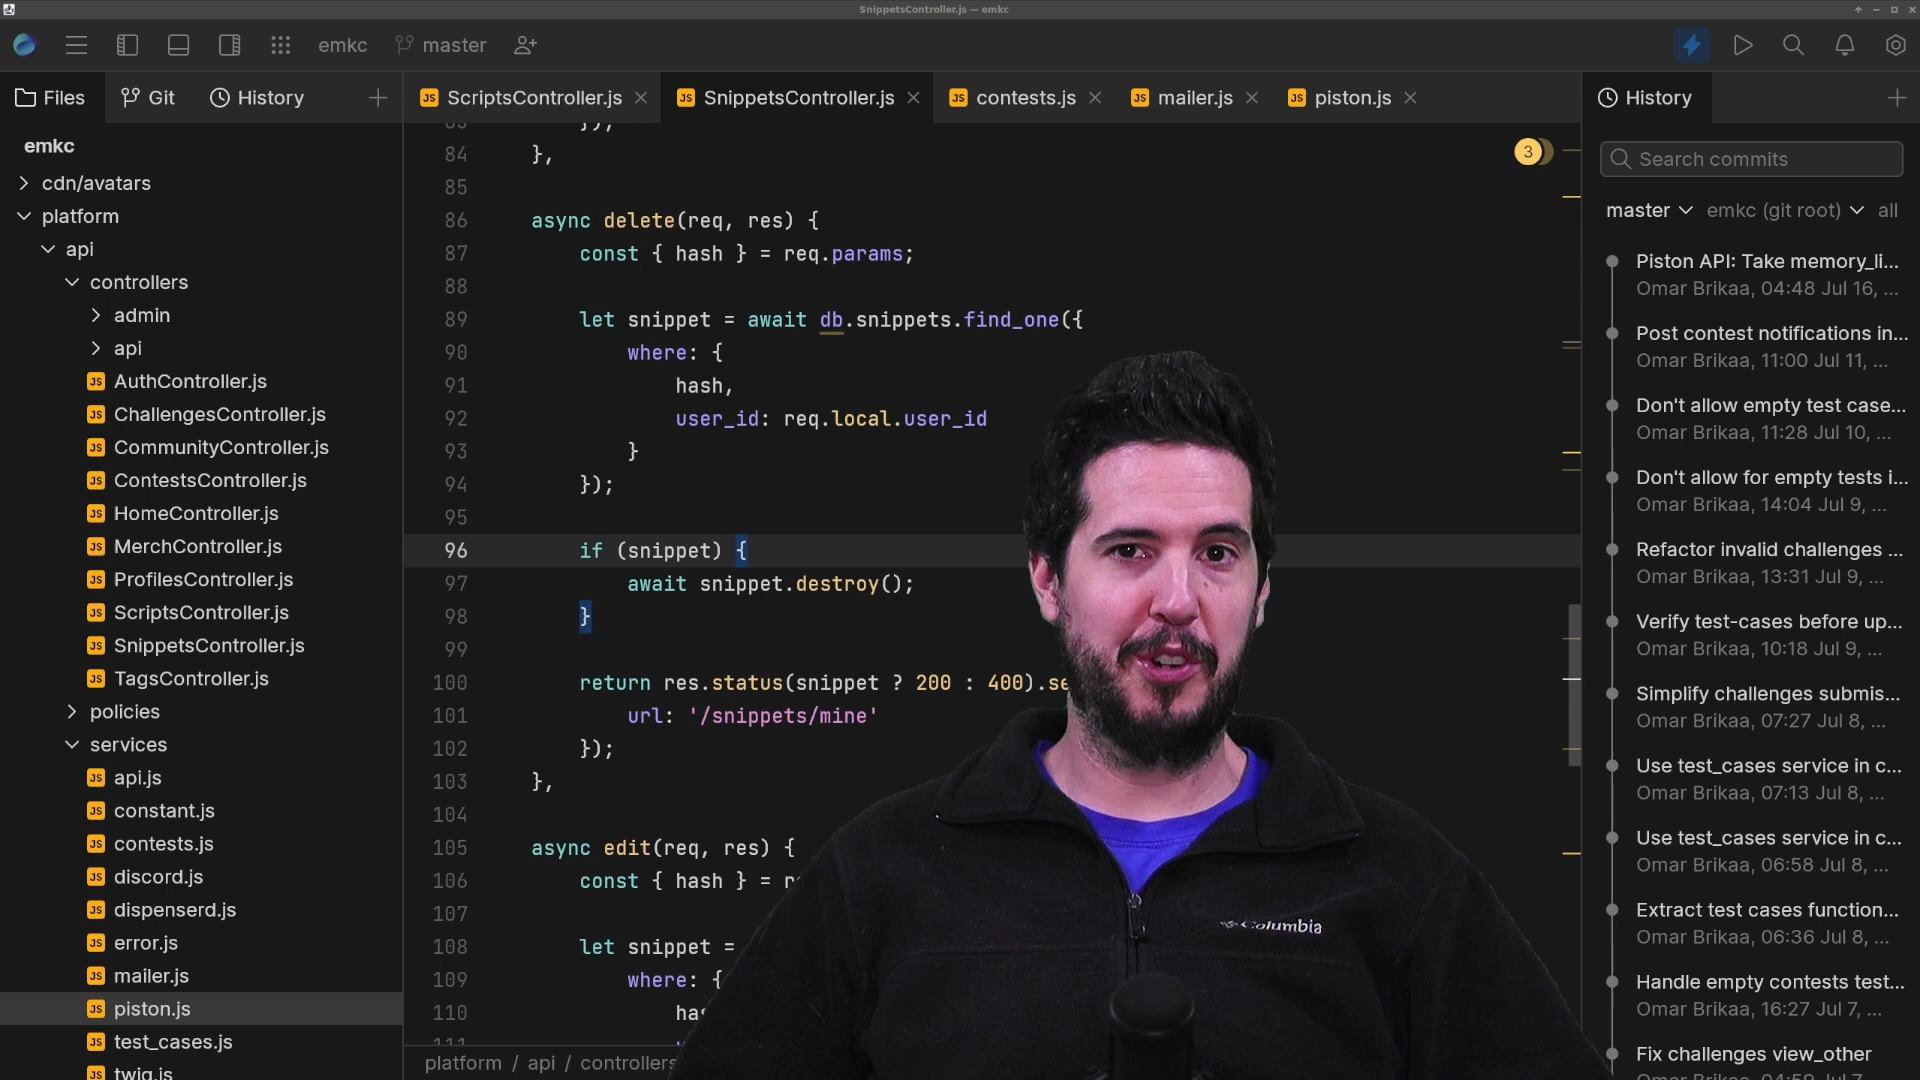 SnippetsController.js — emkc
emkc
master
Files
Git
History
ScriptsController.js
SnippetsController.js
contests.js
mailer.js
piston.js
History
emkc
cdn/avatars
platform
api
controllers
admin
api
AuthController.js
ChallengesController.js
CommunityController.js
ContestsController.js
HomeController.js
MerchController.js
ProfilesController.js
ScriptsController.js
SnippetsController.js
TagsController.js
policies
services
api.js
constant.js
contests.js
discord.js
dispenserd.js
error.js
mailer.js
piston.js
test_cases.js
twig.js
});
84 },
85
86 async delete(req, res) {
87 const { hash } = req.params;
88
89 let snippet = await db.snippets.find_one({
90 where: {
91 hash,
92 user_id: req.local.user_id
93 }
94 });
95
96 if (snippet) {
97 await snippet.destroy();
98 }
99
100 return res.status(snippet ? 200 : 400).se
101 url: '/snippets/mine'
102 });
103 },
104
105 async edit(req, res) {
106 const { hash } = r
107
108 let snippet =
109 where: {
110 has
111
platform / api / controllers
3
Columbia
Search commits
master emkc (git root) all
Piston API: Take memory_li...
Omar Brikaa, 04:48 Jul 16, ...
Post contest notifications in...
Omar Brikaa, 11:00 Jul 11, ...
Don't allow empty test case...
Omar Brikaa, 11:28 Jul 10, ...
Don't allow for empty tests i...
Omar Brikaa, 14:04 Jul 9, ...
Refactor invalid challenges ...
Omar Brikaa, 13:31 Jul 9, ...
Verify test-cases before up...
Omar Brikaa, 10:18 Jul 9, ...
Simplify challenges submis...
Omar Brikaa, 07:27 Jul 8, ...
Use test_cases service in c...
Omar Brikaa, 07:13 Jul 8, ...
Use test_cases service in c...
Omar Brikaa, 06:58 Jul 8, ...
Extract test cases function...
Omar Brikaa, 06:36 Jul 8, ...
Handle empty contests test...
Omar Brikaa, 16:27 Jul 7, ...
Fix challenges view_other